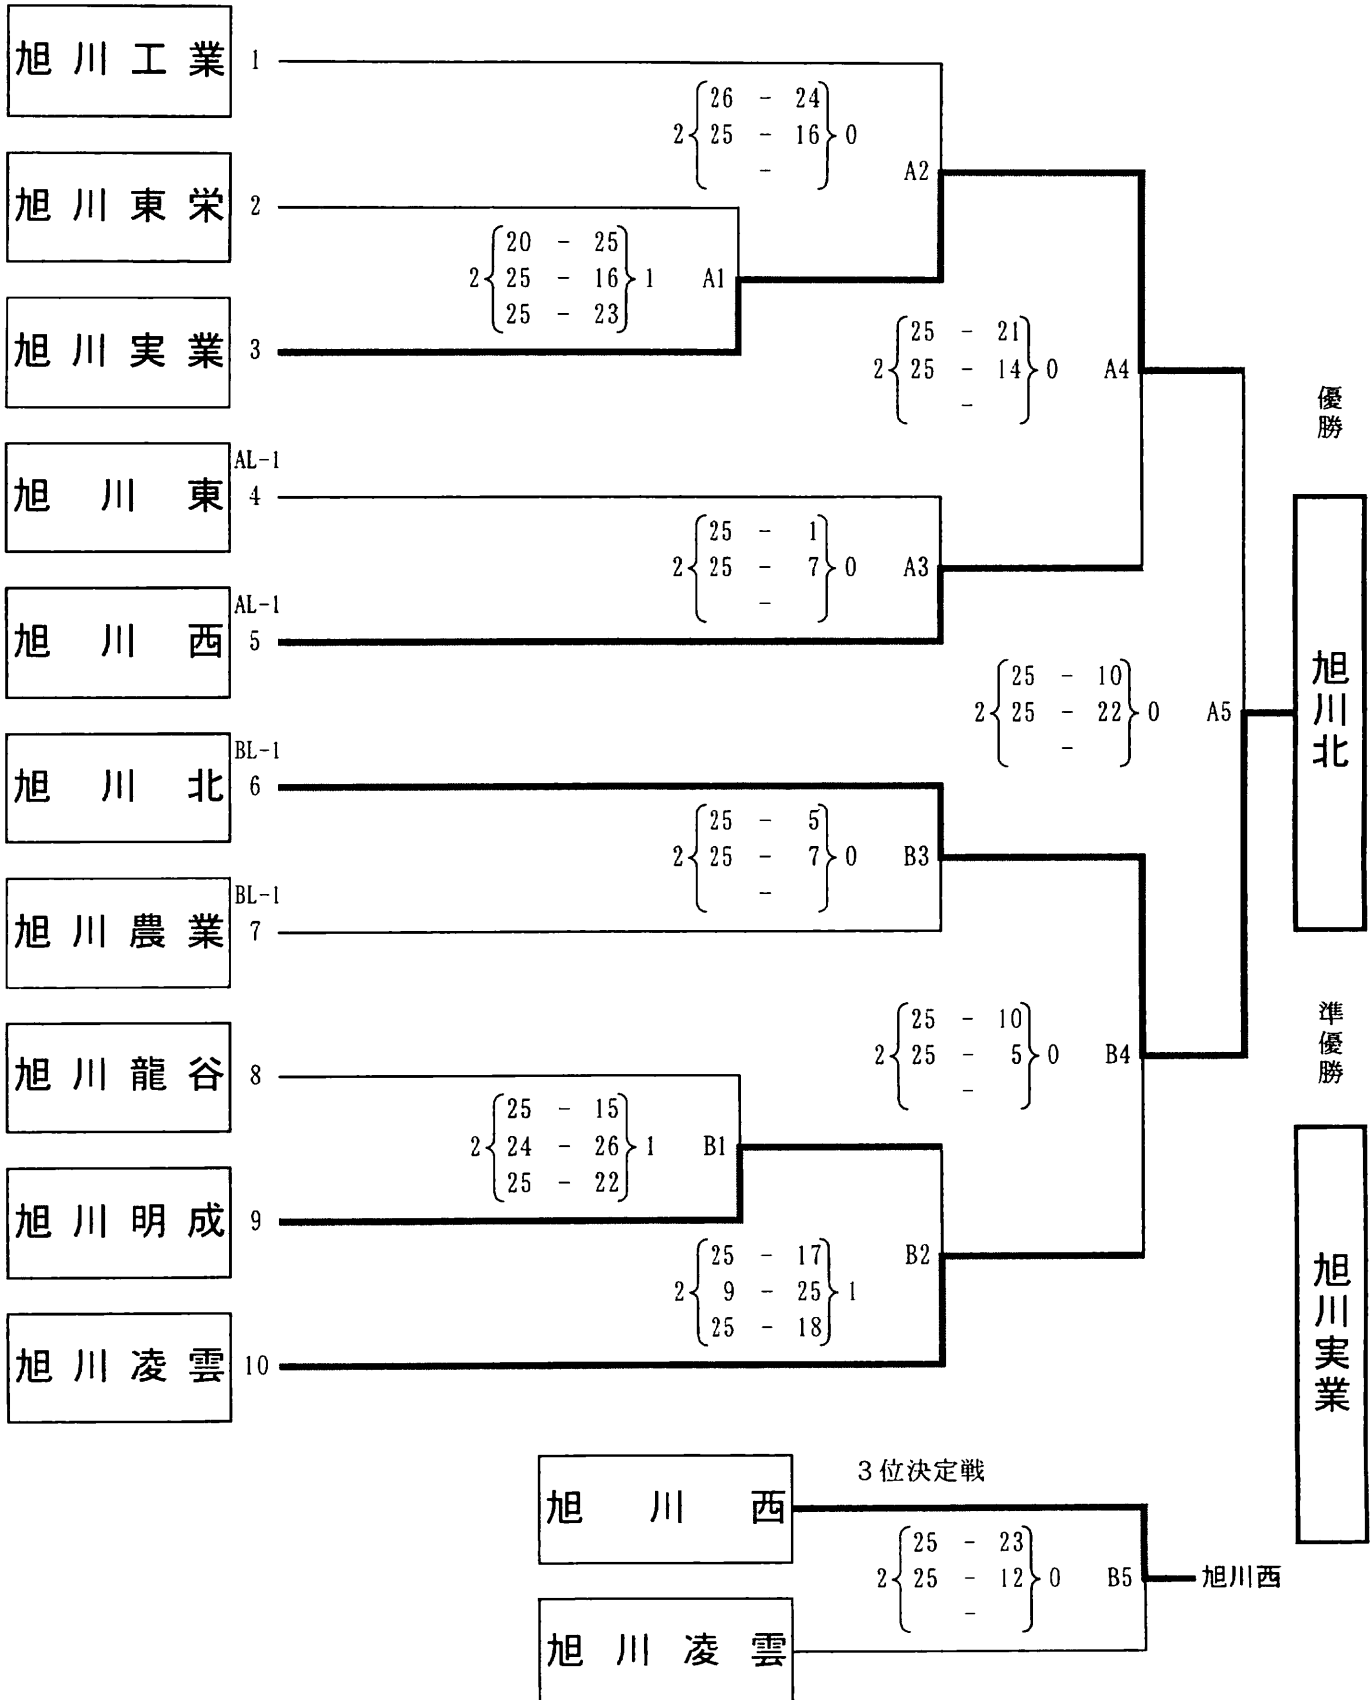 旭川工業 1
26 - 24
2 25 - 16 0
-
A2
旭川東栄 2
20 - 25
2 25 - 16 1
25 - 23
A1
旭川実業 3
25 - 21
2 25 - 14 0
-
A4
旭川東 AL-1 4
25 - 1
2 25 - 7 0
-
A3
旭川西 AL-1 5
25 - 10
2 25 - 22 0
-
A5
旭川北 BL-1 6
25 - 5
2 25 - 7 0
-
B3
旭川農業 BL-1 7
25 - 10
2 25 - 5 0
-
B4
旭川龍谷 8
25 - 15
2 24 - 26 1
25 - 22
B1
旭川明成 9
25 - 17
2 9 - 25 1
25 - 18
B2
旭川凌雲 10
優勝
旭川北
準優勝
旭川実業
3位決定戦
旭川西
25 - 23
2 25 - 12 0
-
B5
旭川西
旭川凌雲